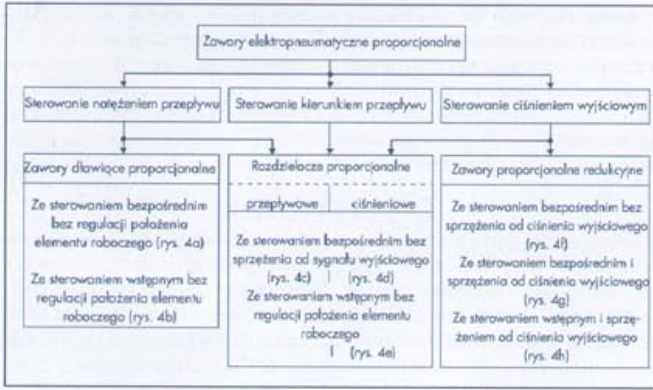 Zawory elektropneumatyczne proporcjonalne
Sterowanie natężeniem przepływu
Sterowanie kierunkiem przepływu
Sterowanie ciśnieniem wyjściowym
Zawory dławiące proporcjonalne
Ze sterowaniem bezpośrednim
bez regulacji położenia
elementu roboczego (rys. 4a)
Ze sterowaniem wstępnym bez
regulacji położenia elementu
roboczego (rys. 4b)
Rozdzielacze proporcjonalne
przepływowe
ciśnieniowe
Ze sterowaniem bezpośrednim bez
sprzężenia od sygnału wyjściowego
(rys. 4c) | (rys. 4d)
Ze sterowaniem wstępnym bez
regulacji położenia elementu
roboczego
| (rys. 4e)
Zawory proporcjonalne redukcyjne
Ze sterowaniem bezpośrednim bez
sprzężenia od ciśnienia wyjściowego
(rys. 4f)
Ze sterowaniem bezpośrednim i
sprzężenia od ciśnienia wyjściowego
(rys. 4g)
Ze sterowaniem wstępnym i sprzę-
żeniem od ciśnienia wyjściowego
(rys. 4h)